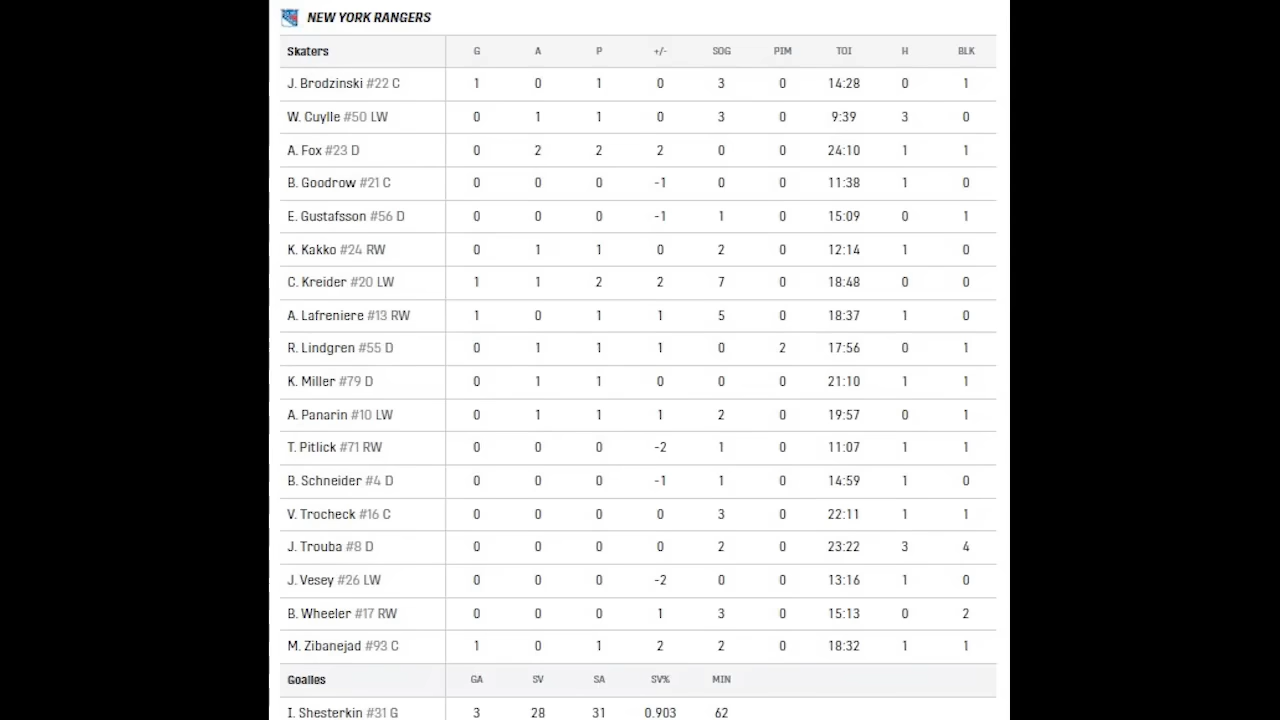 NEW YORK RANGERS
Skaters G A P +/- SOG PIM TOI H BLK
J. Brodzinski #22 C 1 0 1 0 3 0 14:28 0 1
W. Cuylle #50 LW 0 1 1 0 3 0 9:39 3 0
A. Fox #23 D 0 2 2 2 0 0 24:10 1 1
B. Goodrow #21 C 0 0 0 -1 0 0 11:38 1 0
E. Gustafsson #56 D 0 0 0 -1 1 0 15:09 0 1
K. Kakko #24 RW 0 1 1 0 2 0 12:14 1 0
C. Kreider #20 LW 1 1 2 2 7 0 18:48 0 0
A. Lafreniere #13 RW 1 0 1 1 5 0 18:37 1 0
R. Lindgren #55 D 0 1 1 1 0 2 17:56 0 1
K. Miller #79 D 0 1 1 0 0 0 21:10 1 1
A. Panarin #10 LW 0 1 1 1 2 0 19:57 0 1
T. Pitlick #71 RW 0 0 0 -2 1 0 11:07 1 1
B. Schneider #4 D 0 0 0 -1 1 0 14:59 1 0
V. Trocheck #16 C 0 0 0 0 3 0 22:11 1 1
J. Trouba #8 D 0 0 0 0 2 0 23:22 3 4
J. Vesey #26 LW 0 0 0 -2 0 0 13:16 1 0
B. Wheeler #17 RW 0 0 0 1 3 0 15:13 0 2
M. Zibanejad #93 C 1 0 1 2 2 0 18:32 1 1
Goalies GA SV SA SV% MIN
I. Shesterkin #31 G 3 28 31 0.903 62